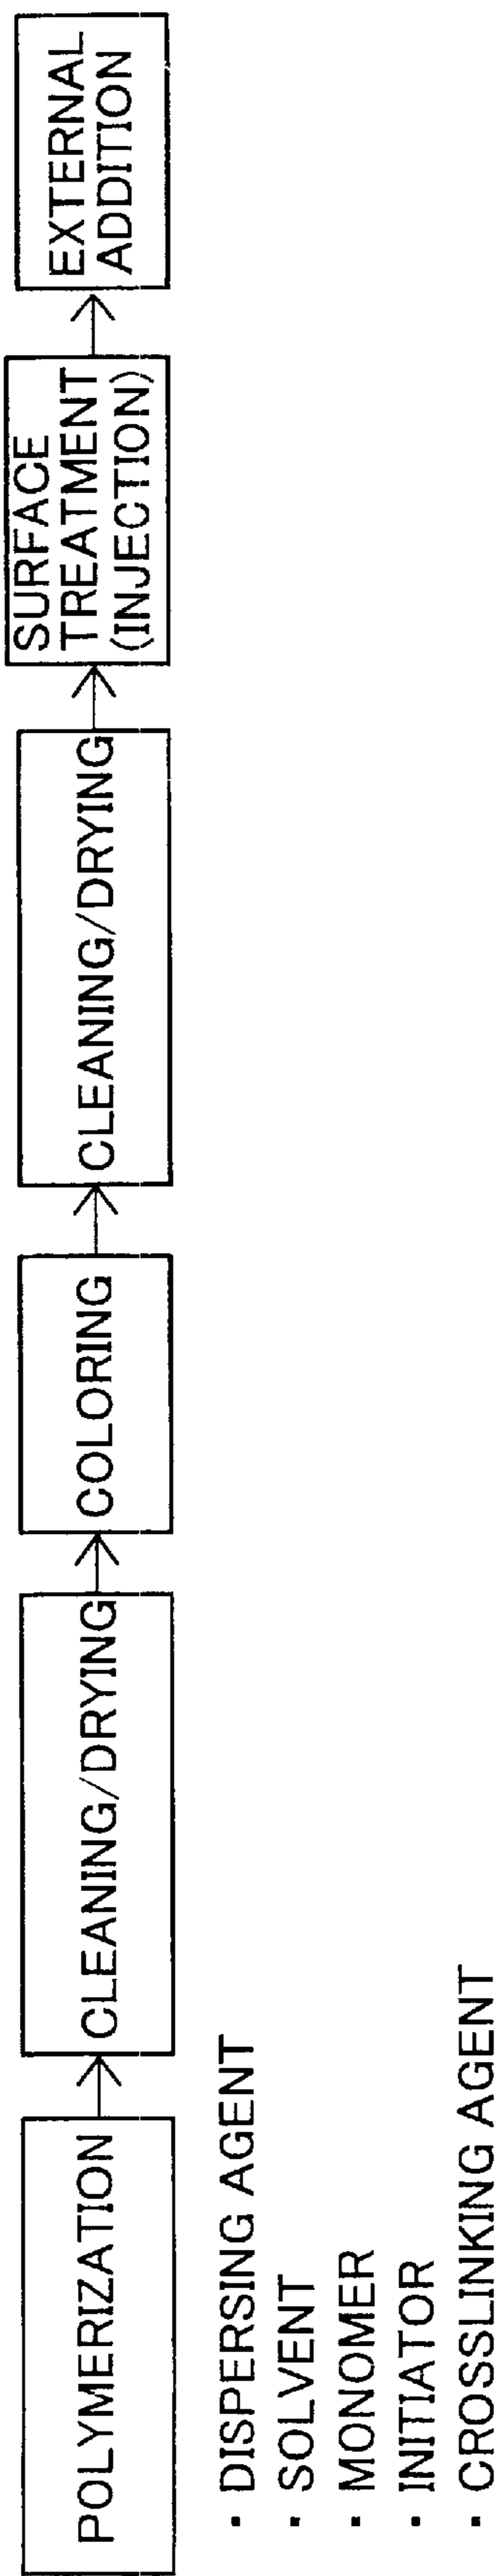 POLYMERIZATION
CLEANING/DRYING
COLORING
CLEANING/DRYING
SURFACE
TREATMENT
(INJECTION)
EXTERNAL
ADDITION
· DISPERSING AGENT
· SOLVENT
· MONOMER
· INITIATOR
· CROSSLINKING AGENT